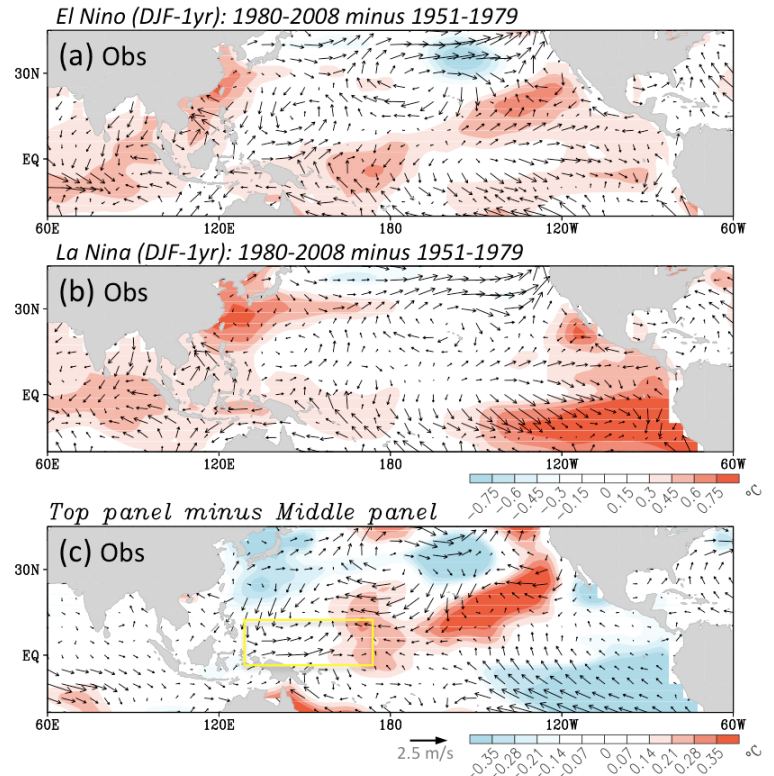 El Nino (DJF-1yr): 1980-2008 minus 1951-1979
(a) Obs
30N
EQ
60E 120E 180 120W 60W
La Nina (DJF-1yr): 1980-2008 minus 1951-1979
(b) Obs
30N
EQ
60E 120E 180 120W 60W
-0.75 -0.6 -0.45 -0.3 -0.15 0 0.15 0.3 0.45 0.6 0.75 °C
Top panel minus Middle panel
(c) Obs
30N
EQ
60E 120E 180 120W 60W
2.5 m/s
-0.35 -0.28 -0.21 -0.14 -0.07 0 0.07 0.14 0.21 0.28 0.35 °C